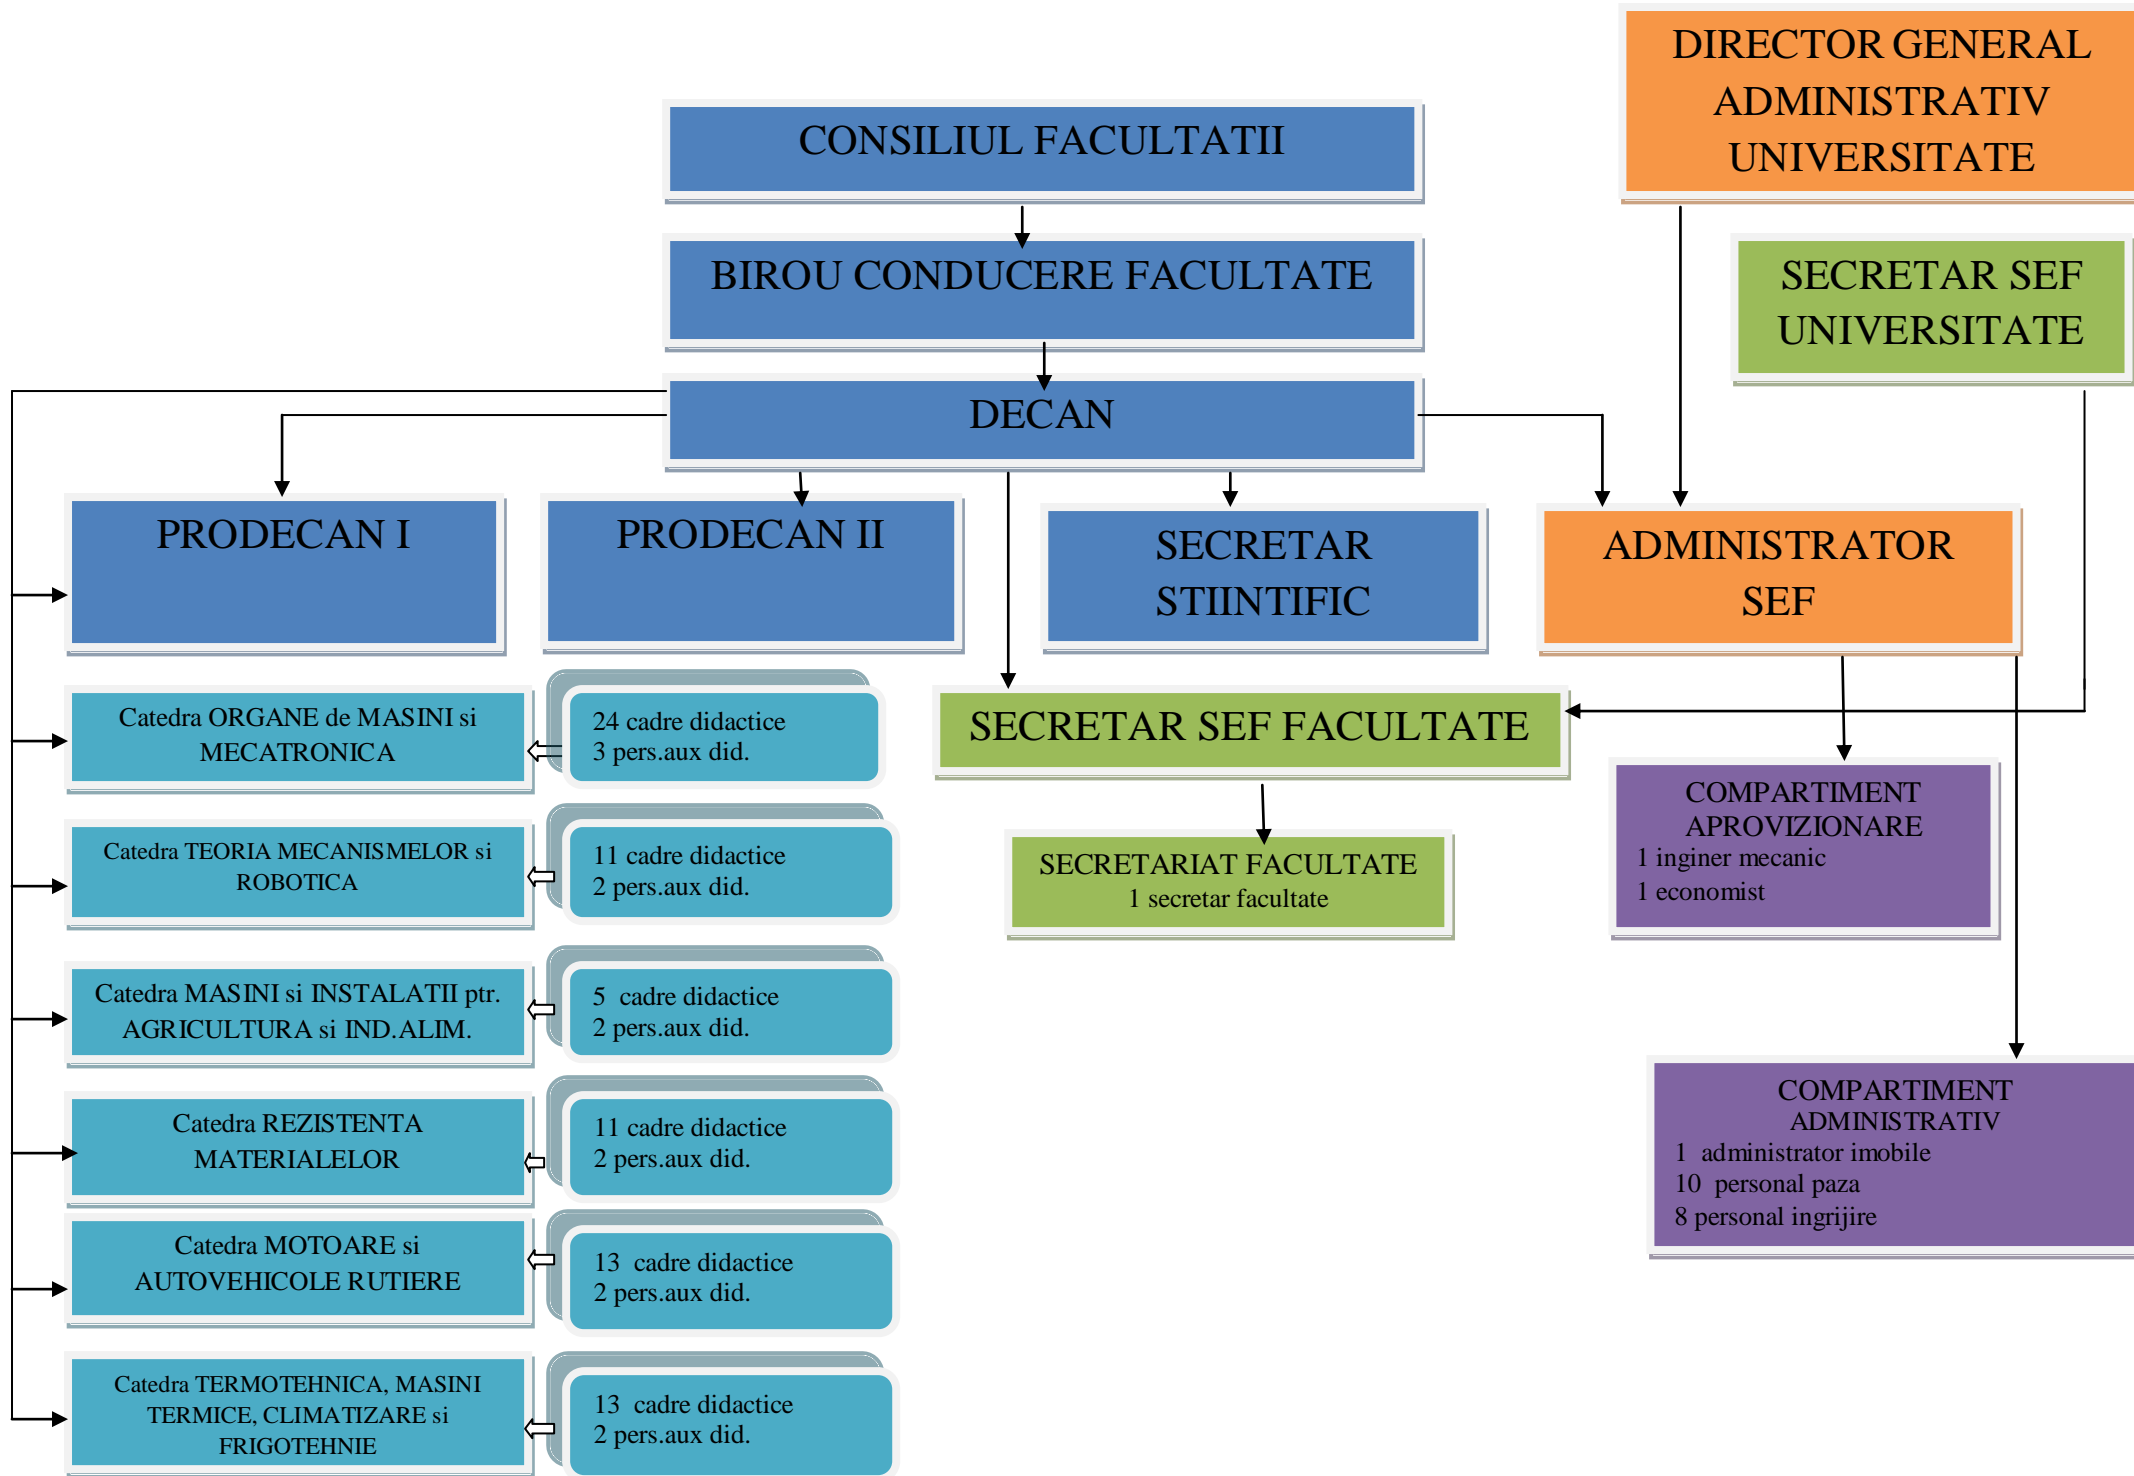 DIRECTOR GENERAL
ADMINISTRATIV
UNIVERSITATE
CONSILIUL FACULTATII
BIROU CONDUCERE FACULTATE
SECRETAR SEF
UNIVERSITATE
DECAN
PRODECAN I
PRODECAN II
SECRETAR
STIINTIFIC
ADMINISTRATOR
SEF
Catedra ORGANE de MASINI si
MECATRONICA
24 cadre didactice
3 pers.aux did.
SECRETAR SEF FACULTATE
COMPARTIMENT
APROVIZIONARE
1 inginer mecanic
1 economist
Catedra TEORIA MECANISMELOR si
ROBOTICA
11 cadre didactice
2 pers.aux did.
SECRETARIAT FACULTATE
1 secretar facultate
Catedra MASINI si INSTALATII ptr.
AGRICULTURA si IND.ALIM.
5 cadre didactice
2 pers.aux did.
Catedra REZISTENTA
MATERIALELOR
11 cadre didactice
2 pers.aux did.
COMPARTIMENT
ADMINISTRATIV
1 administrator imobile
10 personal paza
8 personal ingrijire
Catedra MOTOARE si
AUTOVEHICOLE RUTIERE
13 cadre didactice
2 pers.aux did.
Catedra TERMOTEHNICA, MASINI
TERMICE, CLIMATIZARE si
FRIGOTEHNIE
13 cadre didactice
2 pers.aux did.